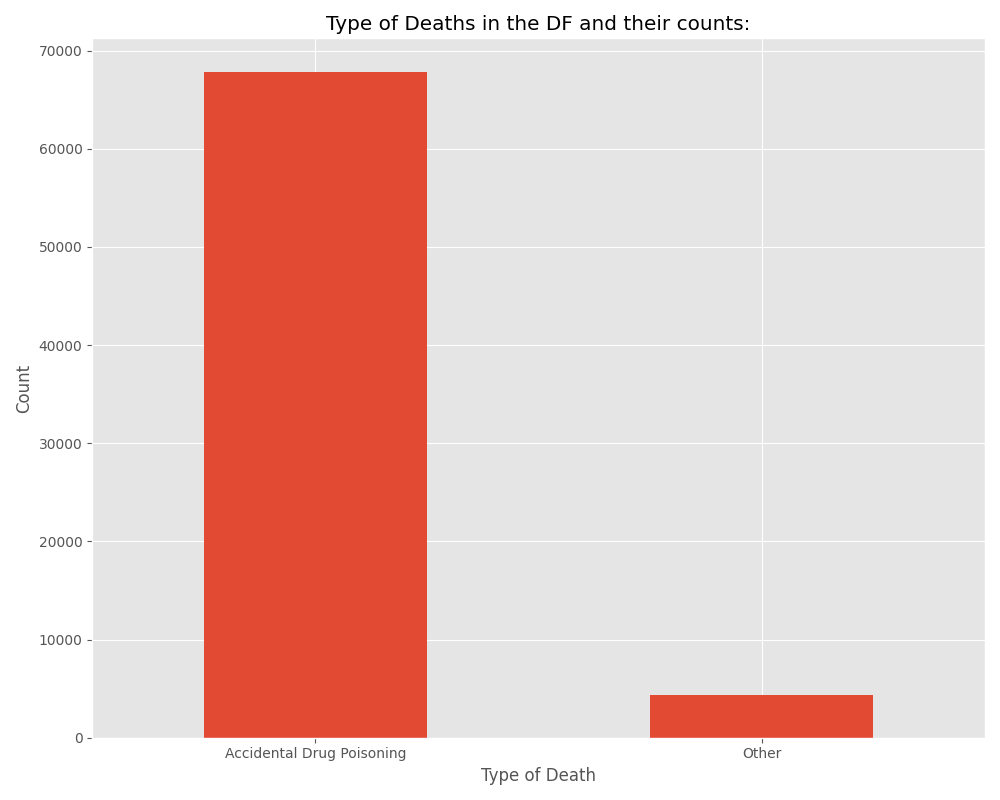 Type of Deaths in the DF and their counts:
70000
60000
50000
40000
30000
20000
10000
0
Count
Accidental Drug Poisoning
Other
Type of Death